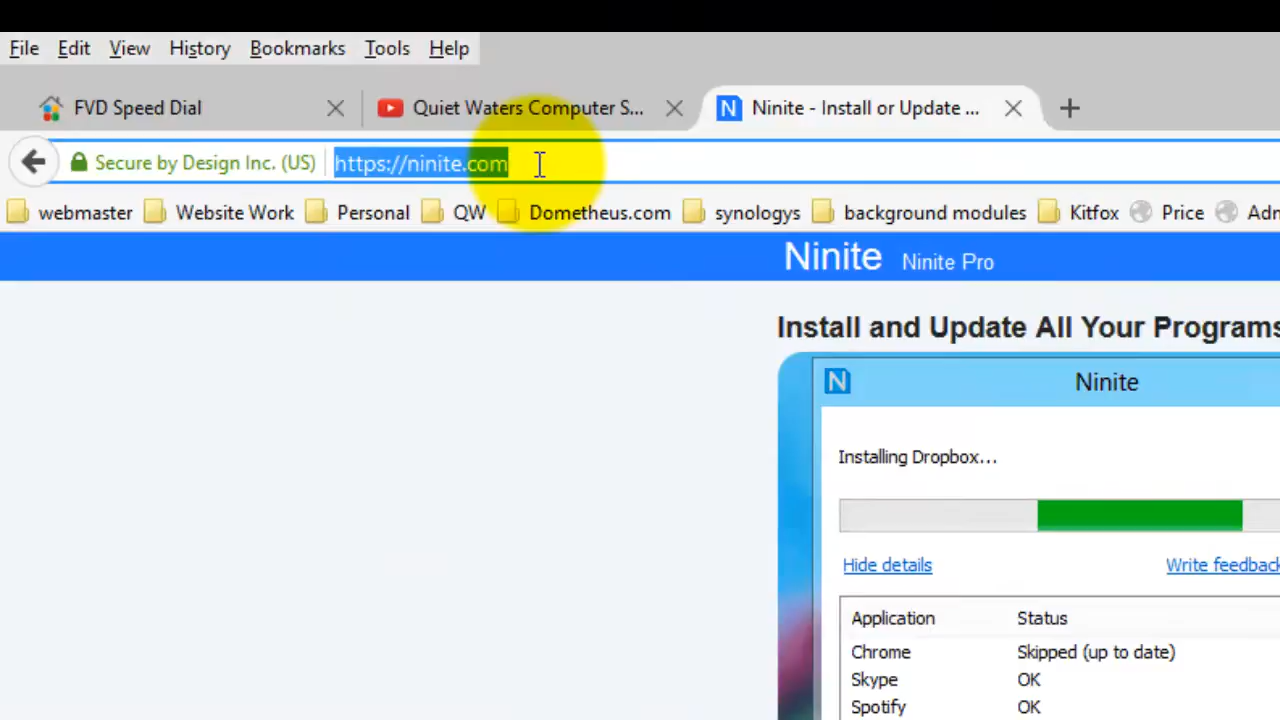 File Edit View History Bookmarks Tools Help
FVD Speed Dial Quiet Waters Computer S... Ninite - Install or Update ...
Secure by Design Inc. (US) https://ninite.com
webmaster Website Work Personal QW Dometheus.com synologys background modules Kitfox Price Adn
Ninite Ninite Pro
Install and Update All Your Programs
N Ninite
Installing Dropbox...
Hide details Write feedback
Application Status
Chrome Skipped (up to date)
Skype OK
Spotify OK